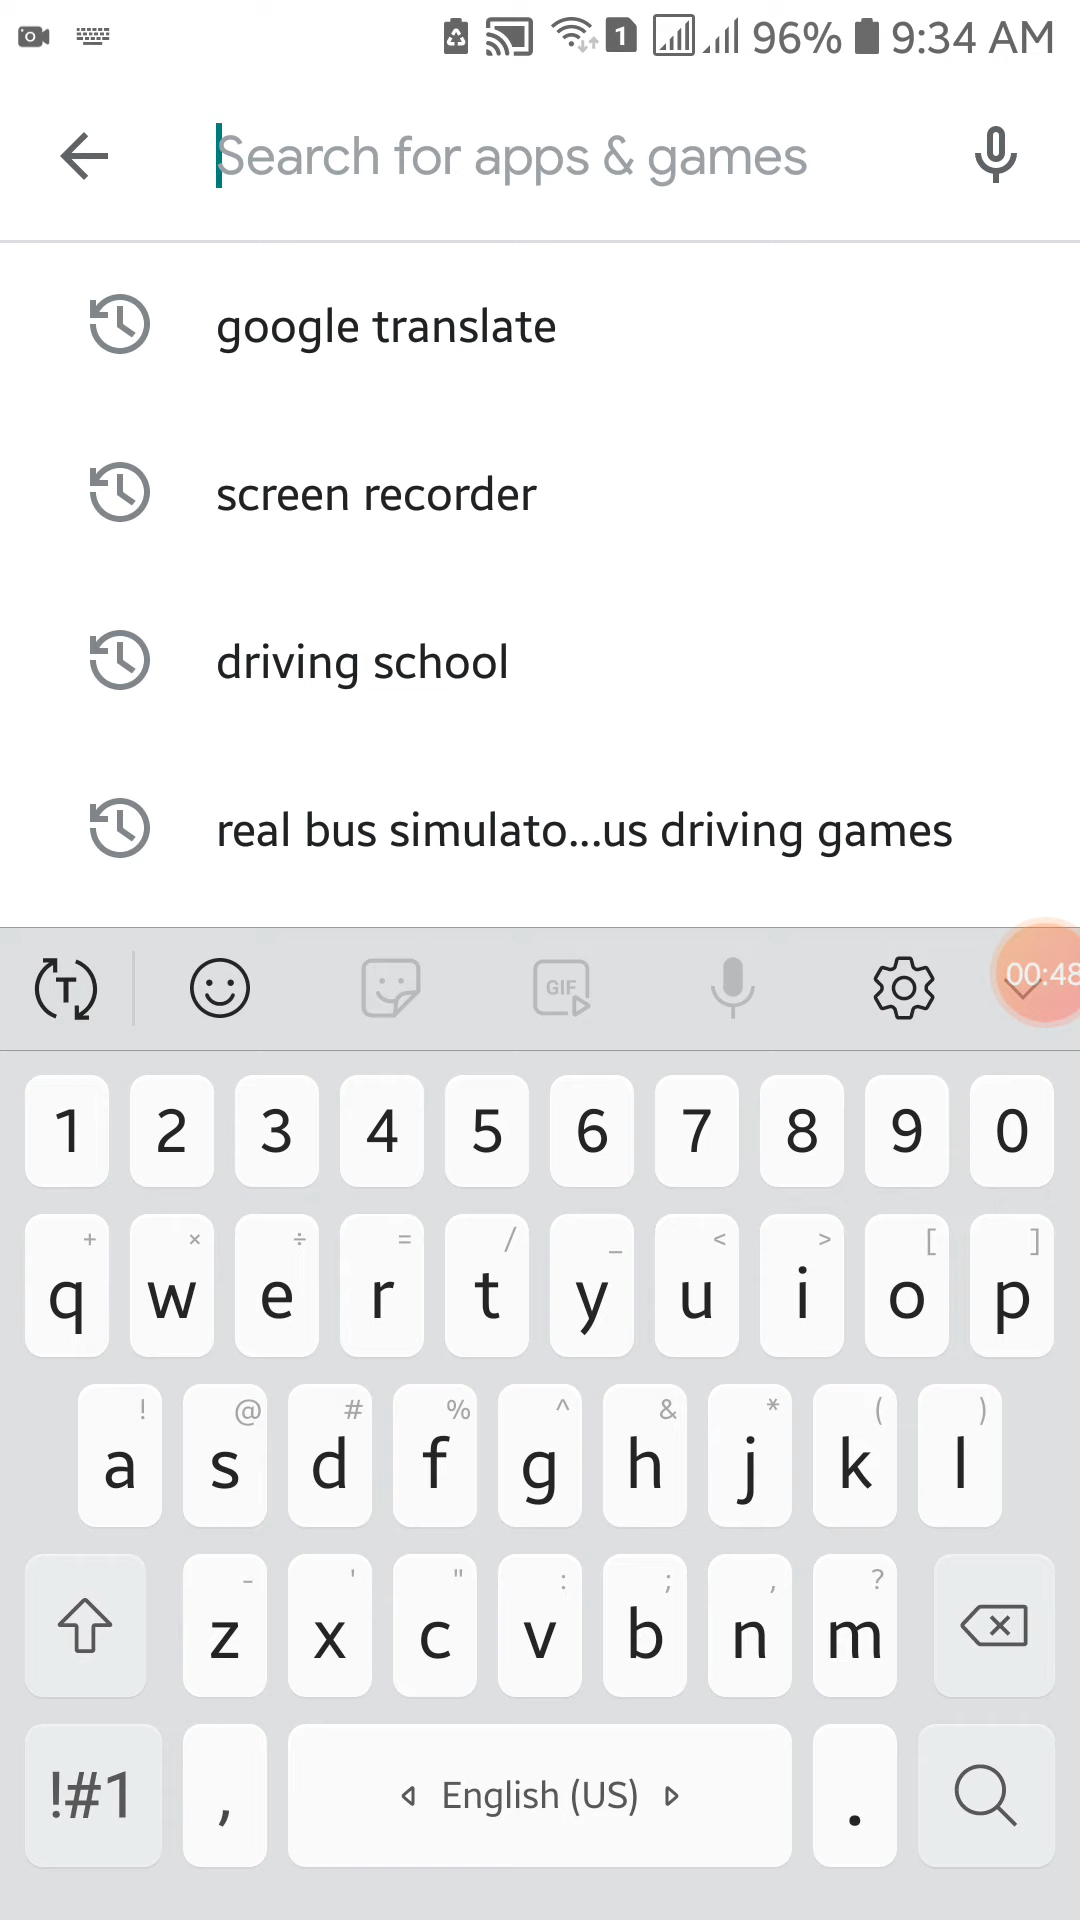 1 96% 9:34 AM
Search for apps & games
google translate
screen recorder
driving school
real bus simulato...us driving games
T GIF 00:48
1 2 3 4 5 6 7 8 9 0
+ × ÷ = / _ < > [ ]
q w e r t y u i o p
! @ # % ^ & * ( )
a s d f g h j k l
- ' " : ; , ?
z x c v b n m
!#1 , English (US) .